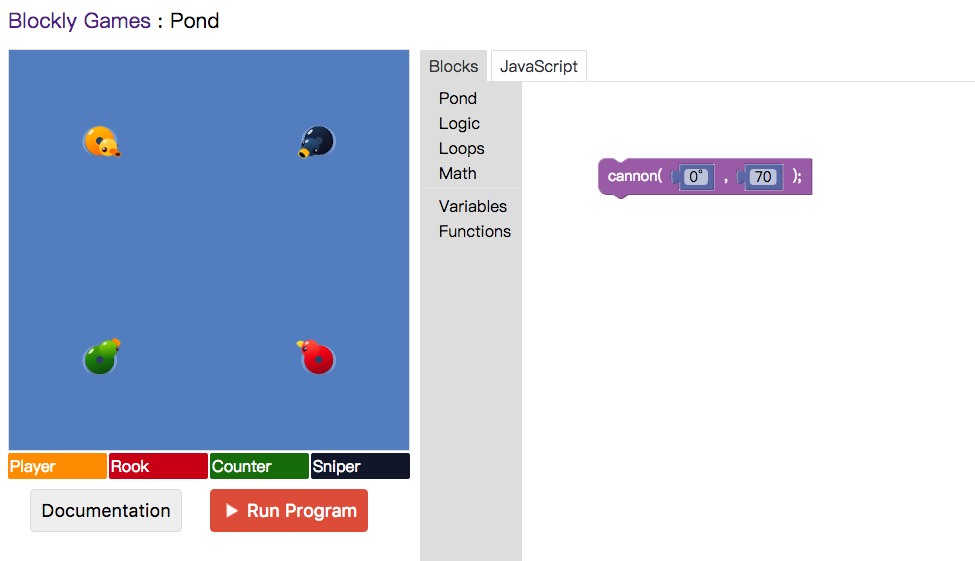 Blockly Games : Pond
Blocks
JavaScript
Pond
Logic
Loops
Math
Variables
Functions
cannon( 0° , 70 );
Player
Rook
Counter
Sniper
Documentation
Run Program